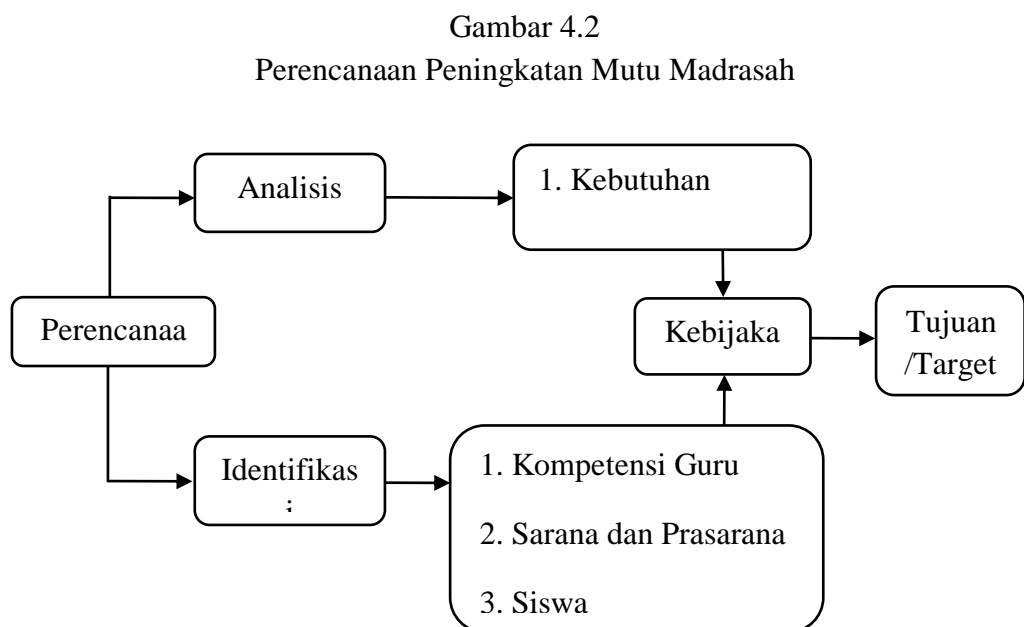 Gambar 4.2
Perencanaan Peningkatan Mutu Madrasah
Analisis
1. Kebutuhan
Perencanaa
Kebijaka
Tujuan
/Target
Identifikas
i
1. Kompetensi Guru
2. Sarana dan Prasarana
3. Siswa